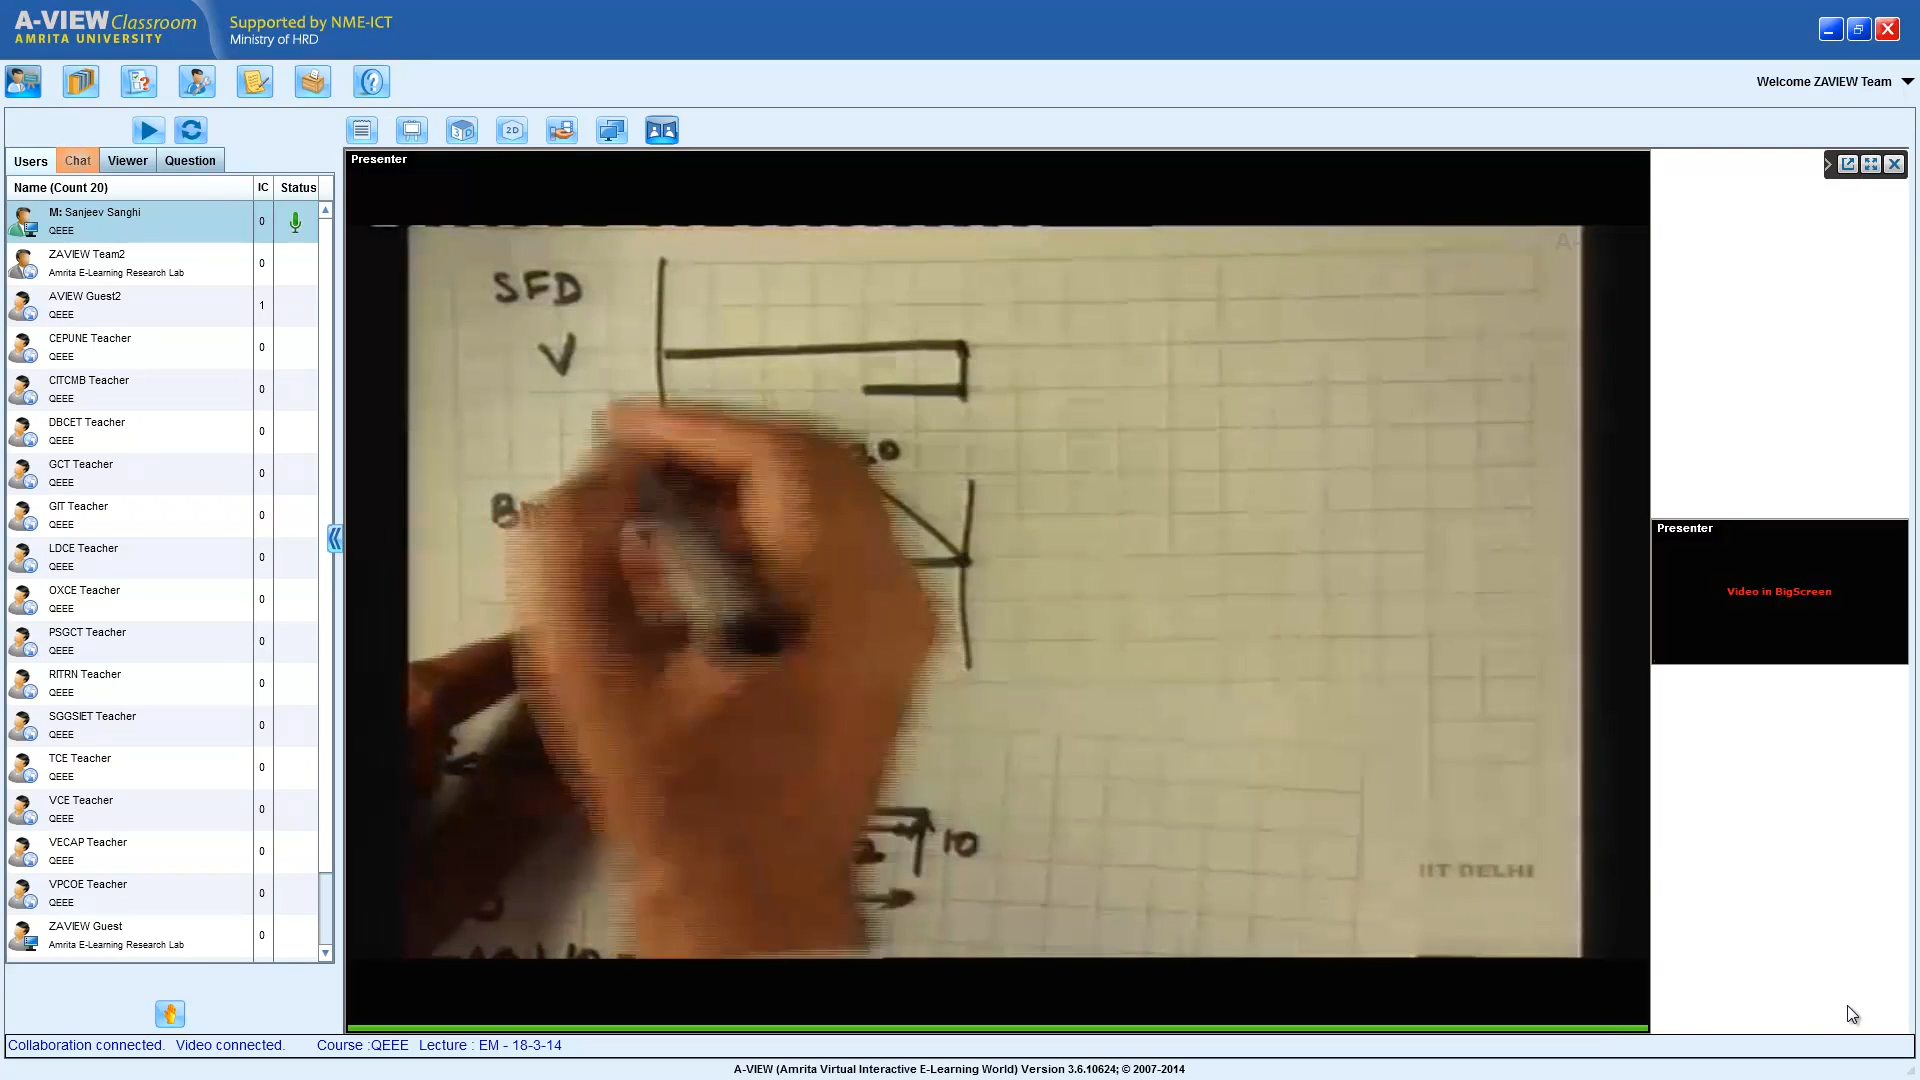 A-VIEW Classroom
AMRITA UNIVERSITY
Supported by NME-ICT
Ministry of HRD
Welcome ZAVIEW Team
3D
2D
Users Chat Viewer Question
Name (Count 20) IC Status
M: Sanjeev Sanghi
QEEE
0
ZAVIEW Team2
Amrita E-Learning Research Lab
0
AVIEW Guest2
QEEE
1
CEPUNE Teacher
QEEE
0
CITCMB Teacher
QEEE
0
DBCET Teacher
QEEE
0
GCT Teacher
QEEE
0
GIT Teacher
QEEE
0
LDCE Teacher
QEEE
0
OXCE Teacher
QEEE
0
PSGCT Teacher
QEEE
0
RITRN Teacher
QEEE
0
SGGSIET Teacher
QEEE
0
TCE Teacher
QEEE
0
VCE Teacher
QEEE
0
VECAP Teacher
QEEE
0
VPCOE Teacher
QEEE
0
ZAVIEW Guest
Amrita E-Learning Research Lab
0
Presenter
A-
SFD
V
10
IIT DELHI
Presenter
Video in BigScreen
Collaboration connected. Video connected. Course :QEEE Lecture : EM - 18-3-14
A-VIEW (Amrita Virtual Interactive E-Learning World) Version 3.6.10624; © 2007-2014